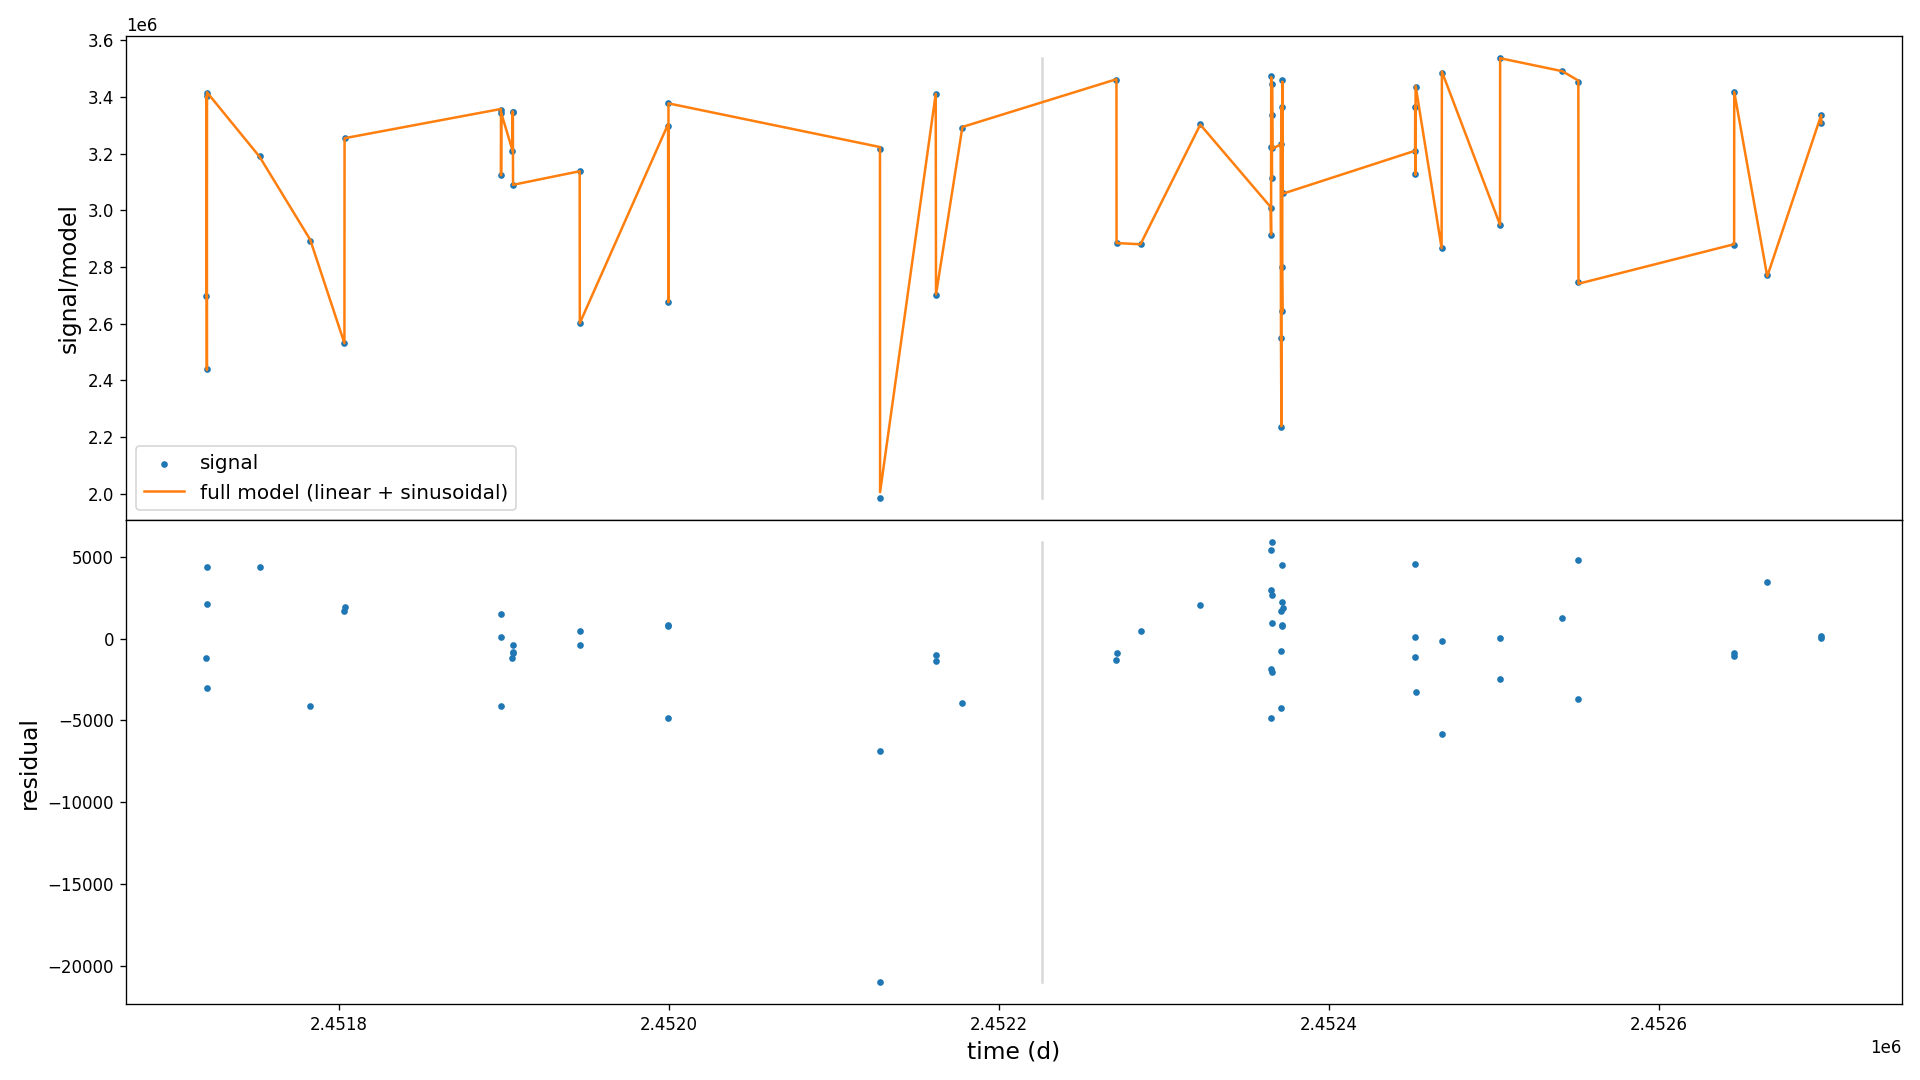 1e6
3.6
3.4
3.2
3.0
2.8
2.6
2.4
2.2
2.0
signal/model
signal
full model (linear + sinusoidal)
5000
0
−5000
−10000
−15000
−20000
residual
2.4518
2.4520
2.4522
2.4524
2.4526
time (d)
1e6